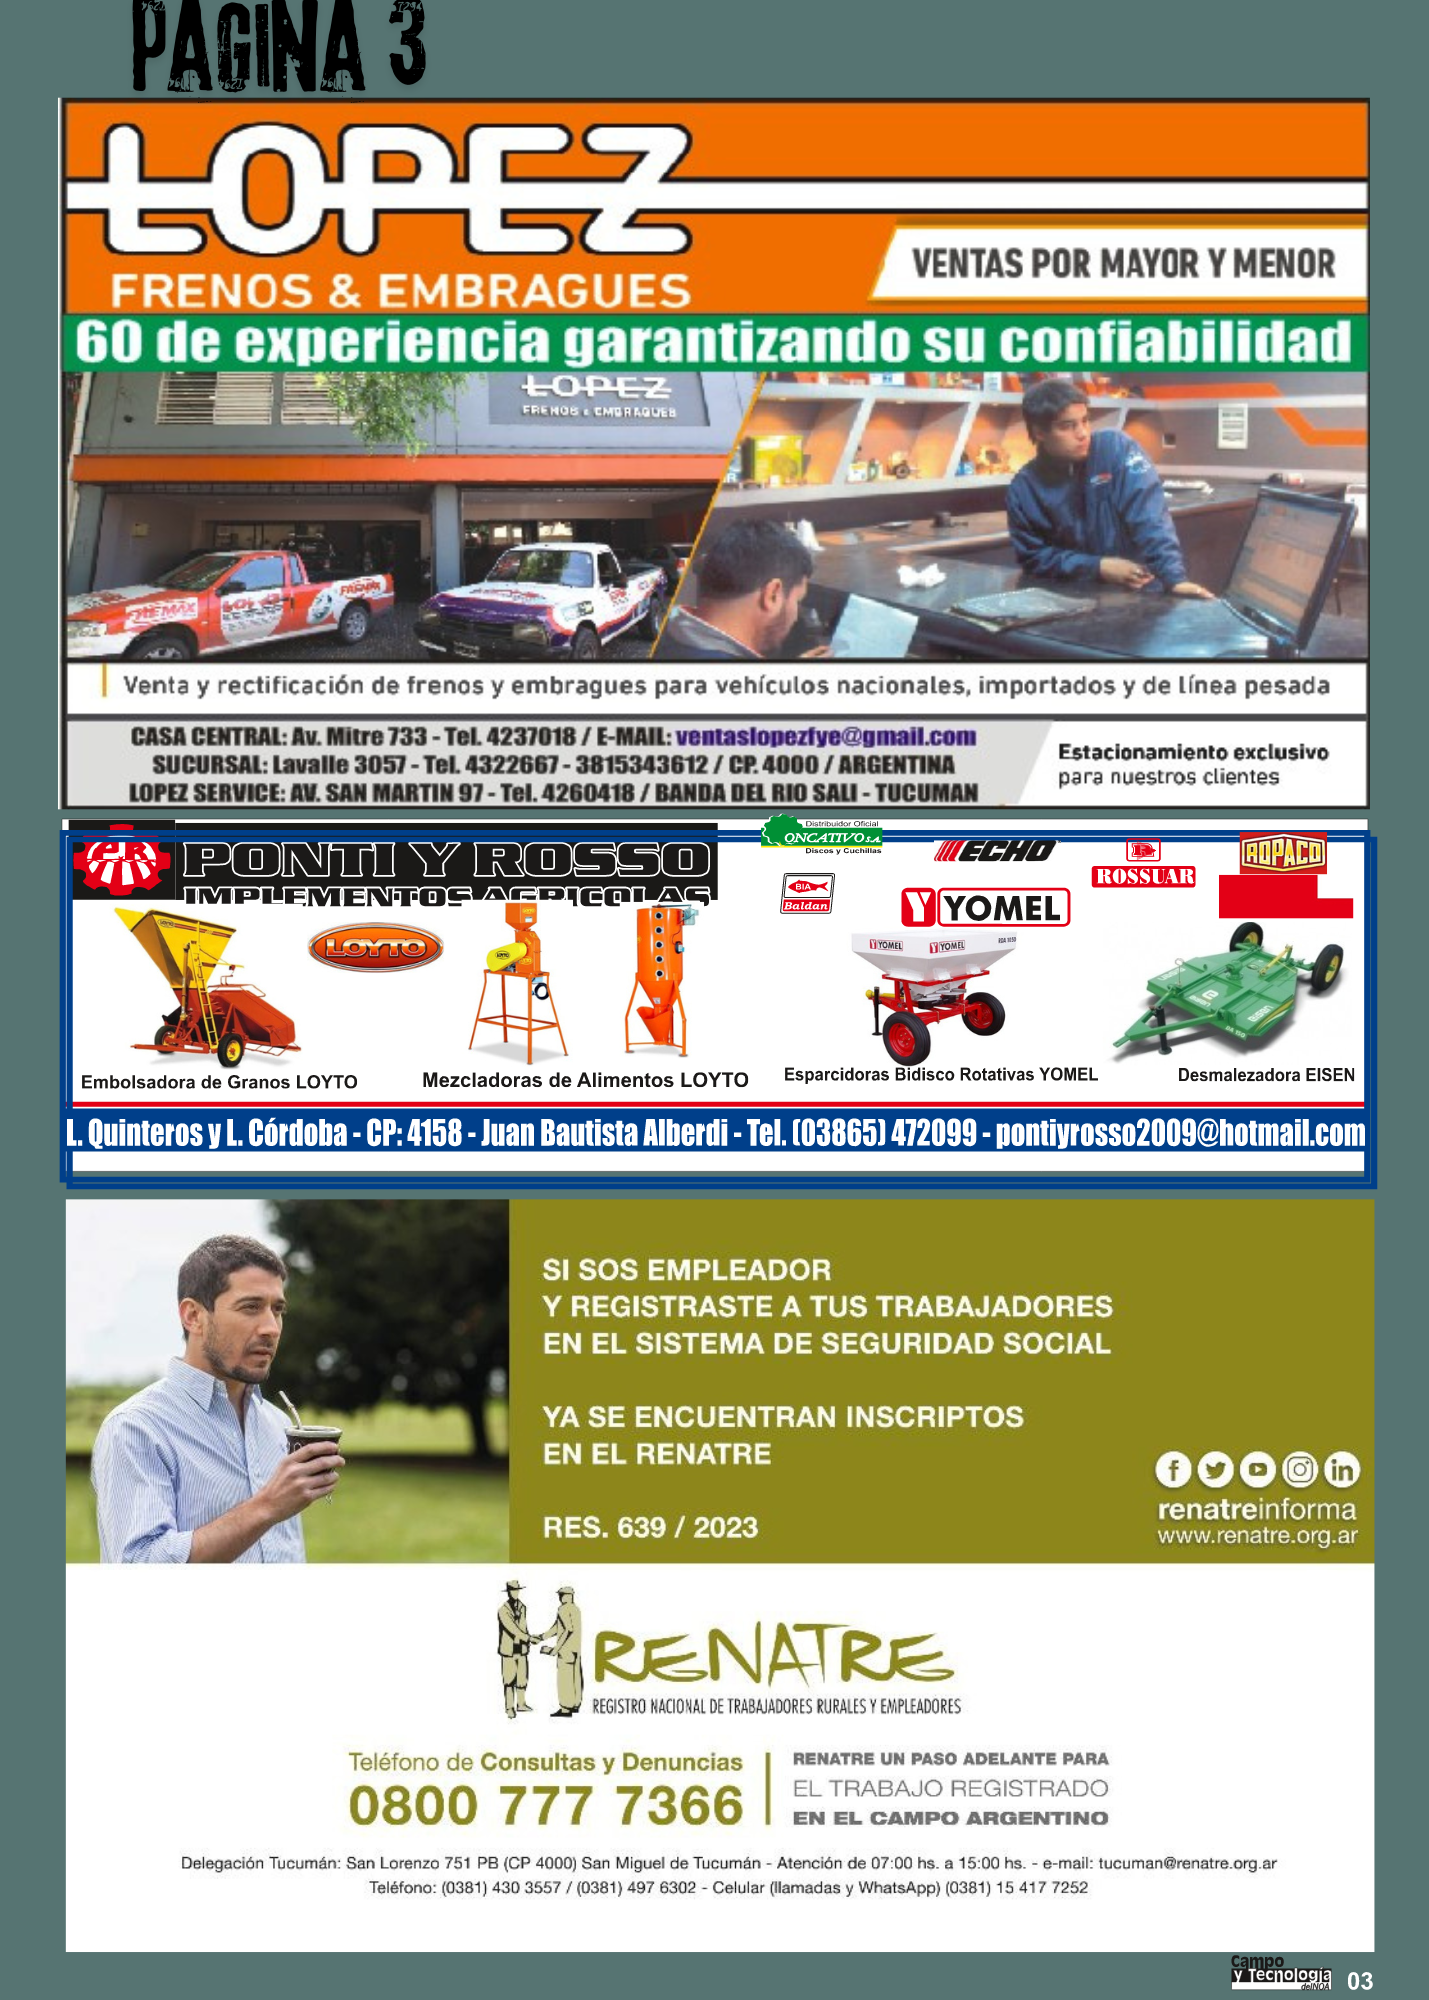 PAGINA 3
LOPEZ
FRENOS & EMBRAGUES
VENTAS POR MAYOR Y MENOR
60 de experiencia garantizando su confiabilidad
LOPEZ
FRENOS & EMBRAGUES
Venta y rectificación de frenos y embragues para vehículos nacionales, importados y de línea pesada
CASA CENTRAL: Av. Mitre 733 - Tel. 4237018 / E-MAIL: ventaslopezfye@gmail.com
SUCURSAL: Lavalle 3057 - Tel. 4322667 - 3815343612 / CP. 4000 / ARGENTINA
LOPEZ SERVICE: AV. SAN MARTIN 97 - Tel. 4260418 / BANDA DEL RIO SALI - TUCUMAN
Estacionamiento exclusivo
para nuestros clientes
PR
PONTI Y ROSSO
IMPLEMENTOS AGRICOLAS
Distribuidor Oficial
ONCATIVO S.A
Discos y Cuchillas
ECHO
ROSSUAR
ROPACO
BIA
Baldan
Y YOMEL
LOYTO
YOMEL
YOMEL
Embolsadora de Granos LOYTO
Mezcladoras de Alimentos LOYTO
Esparcidoras Bidisco Rotativas YOMEL
Desmalezadora EISEN
L. Quinteros y L. Córdoba - CP: 4158 - Juan Bautista Alberdi - Tel. (03865) 472099 - pontiyrosso2009@hotmail.com
SI SOS EMPLEADOR
Y REGISTRASTE A TUS TRABAJADORES
EN EL SISTEMA DE SEGURIDAD SOCIAL
YA SE ENCUENTRAN INSCRIPTOS
EN EL RENATRE
RES. 639 / 2023
renatreinforma
www.renatre.org.ar
RENATRE
REGISTRO NACIONAL DE TRABAJADORES RURALES Y EMPLEADORES
Teléfono de Consultas y Denuncias
0800 777 7366
RENATRE UN PASO ADELANTE PARA
EL TRABAJO REGISTRADO
EN EL CAMPO ARGENTINO
Delegación Tucumán: San Lorenzo 751 PB (CP 4000) San Miguel de Tucumán - Atención de 07:00 hs. a 15:00 hs. - e-mail: tucuman@renatre.org.ar
Teléfono: (0381) 430 3557 / (0381) 497 6302 - Celular (llamadas y WhatsApp) (0381) 15 417 7252
Campo
y Tecnología
delNOA
03